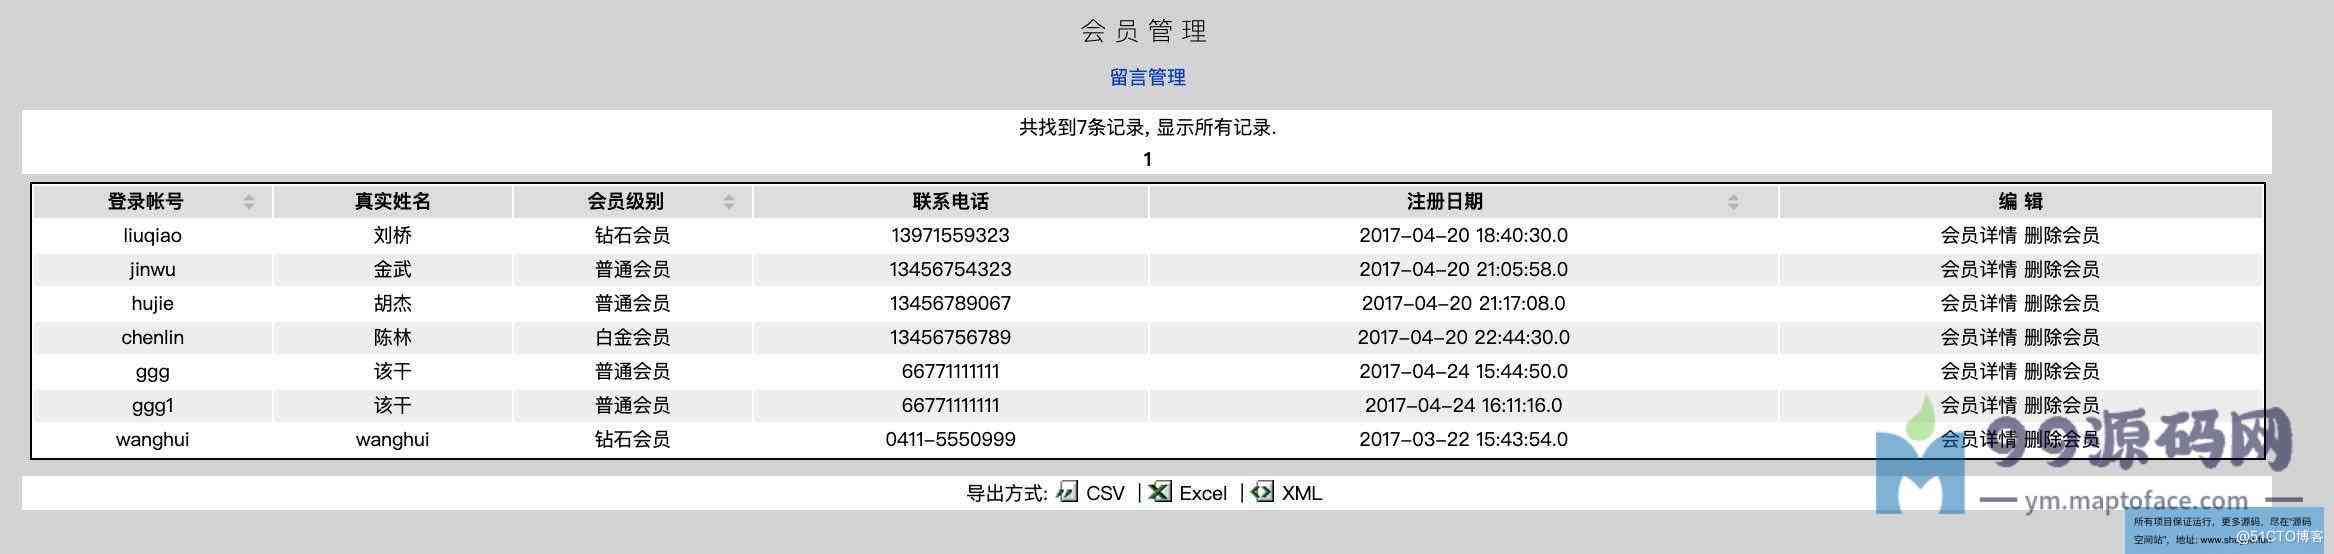 会 员 管 理
留言管理
共找到7条记录, 显示所有记录.
1
登录帐号 真实姓名 会员级别 联系电话 注册日期 编 辑
liuqiao 刘桥 钻石会员 13971559323 2017-04-20 18:40:30.0 会员详情 删除会员
jinwu 金武 普通会员 13456754323 2017-04-20 21:05:58.0 会员详情 删除会员
hujie 胡杰 普通会员 13456789067 2017-04-20 21:17:08.0 会员详情 删除会员
chenlin 陈林 白金会员 13456756789 2017-04-20 22:44:30.0 会员详情 删除会员
ggg 该干 普通会员 66771111111 2017-04-24 15:44:50.0 会员详情 删除会员
ggg1 该干 普通会员 66771111111 2017-04-24 16:11:16.0 会员详情 删除会员
wanghui wanghui 钻石会员 0411-5550999 2017-03-22 15:43:54.0 会员详情 删除会员
99源码网
导出方式: CSV | Excel | XML
ym.maptoface.com
所有项目保证运行，更多源码，尽在"源码
空间站"，地址: www.
@51CTO博客